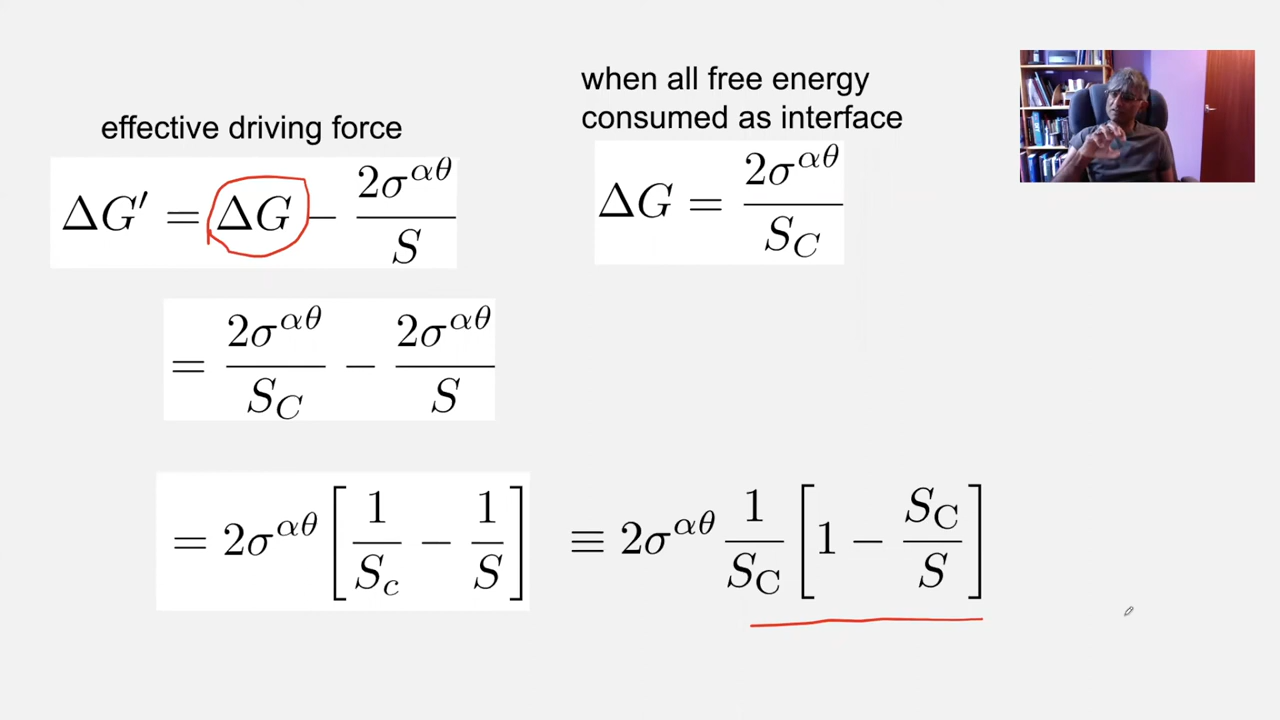 effective driving force
ΔG′ = ΔG − 2σ^{αθ}/S
when all free energy
consumed as interface
ΔG = 2σ^{αθ}/S_C
= 2σ^{αθ}/S_C − 2σ^{αθ}/S
= 2σ^{αθ} [1/S_c − 1/S] ≡ 2σ^{αθ} 1/S_C [1 − S_C/S]